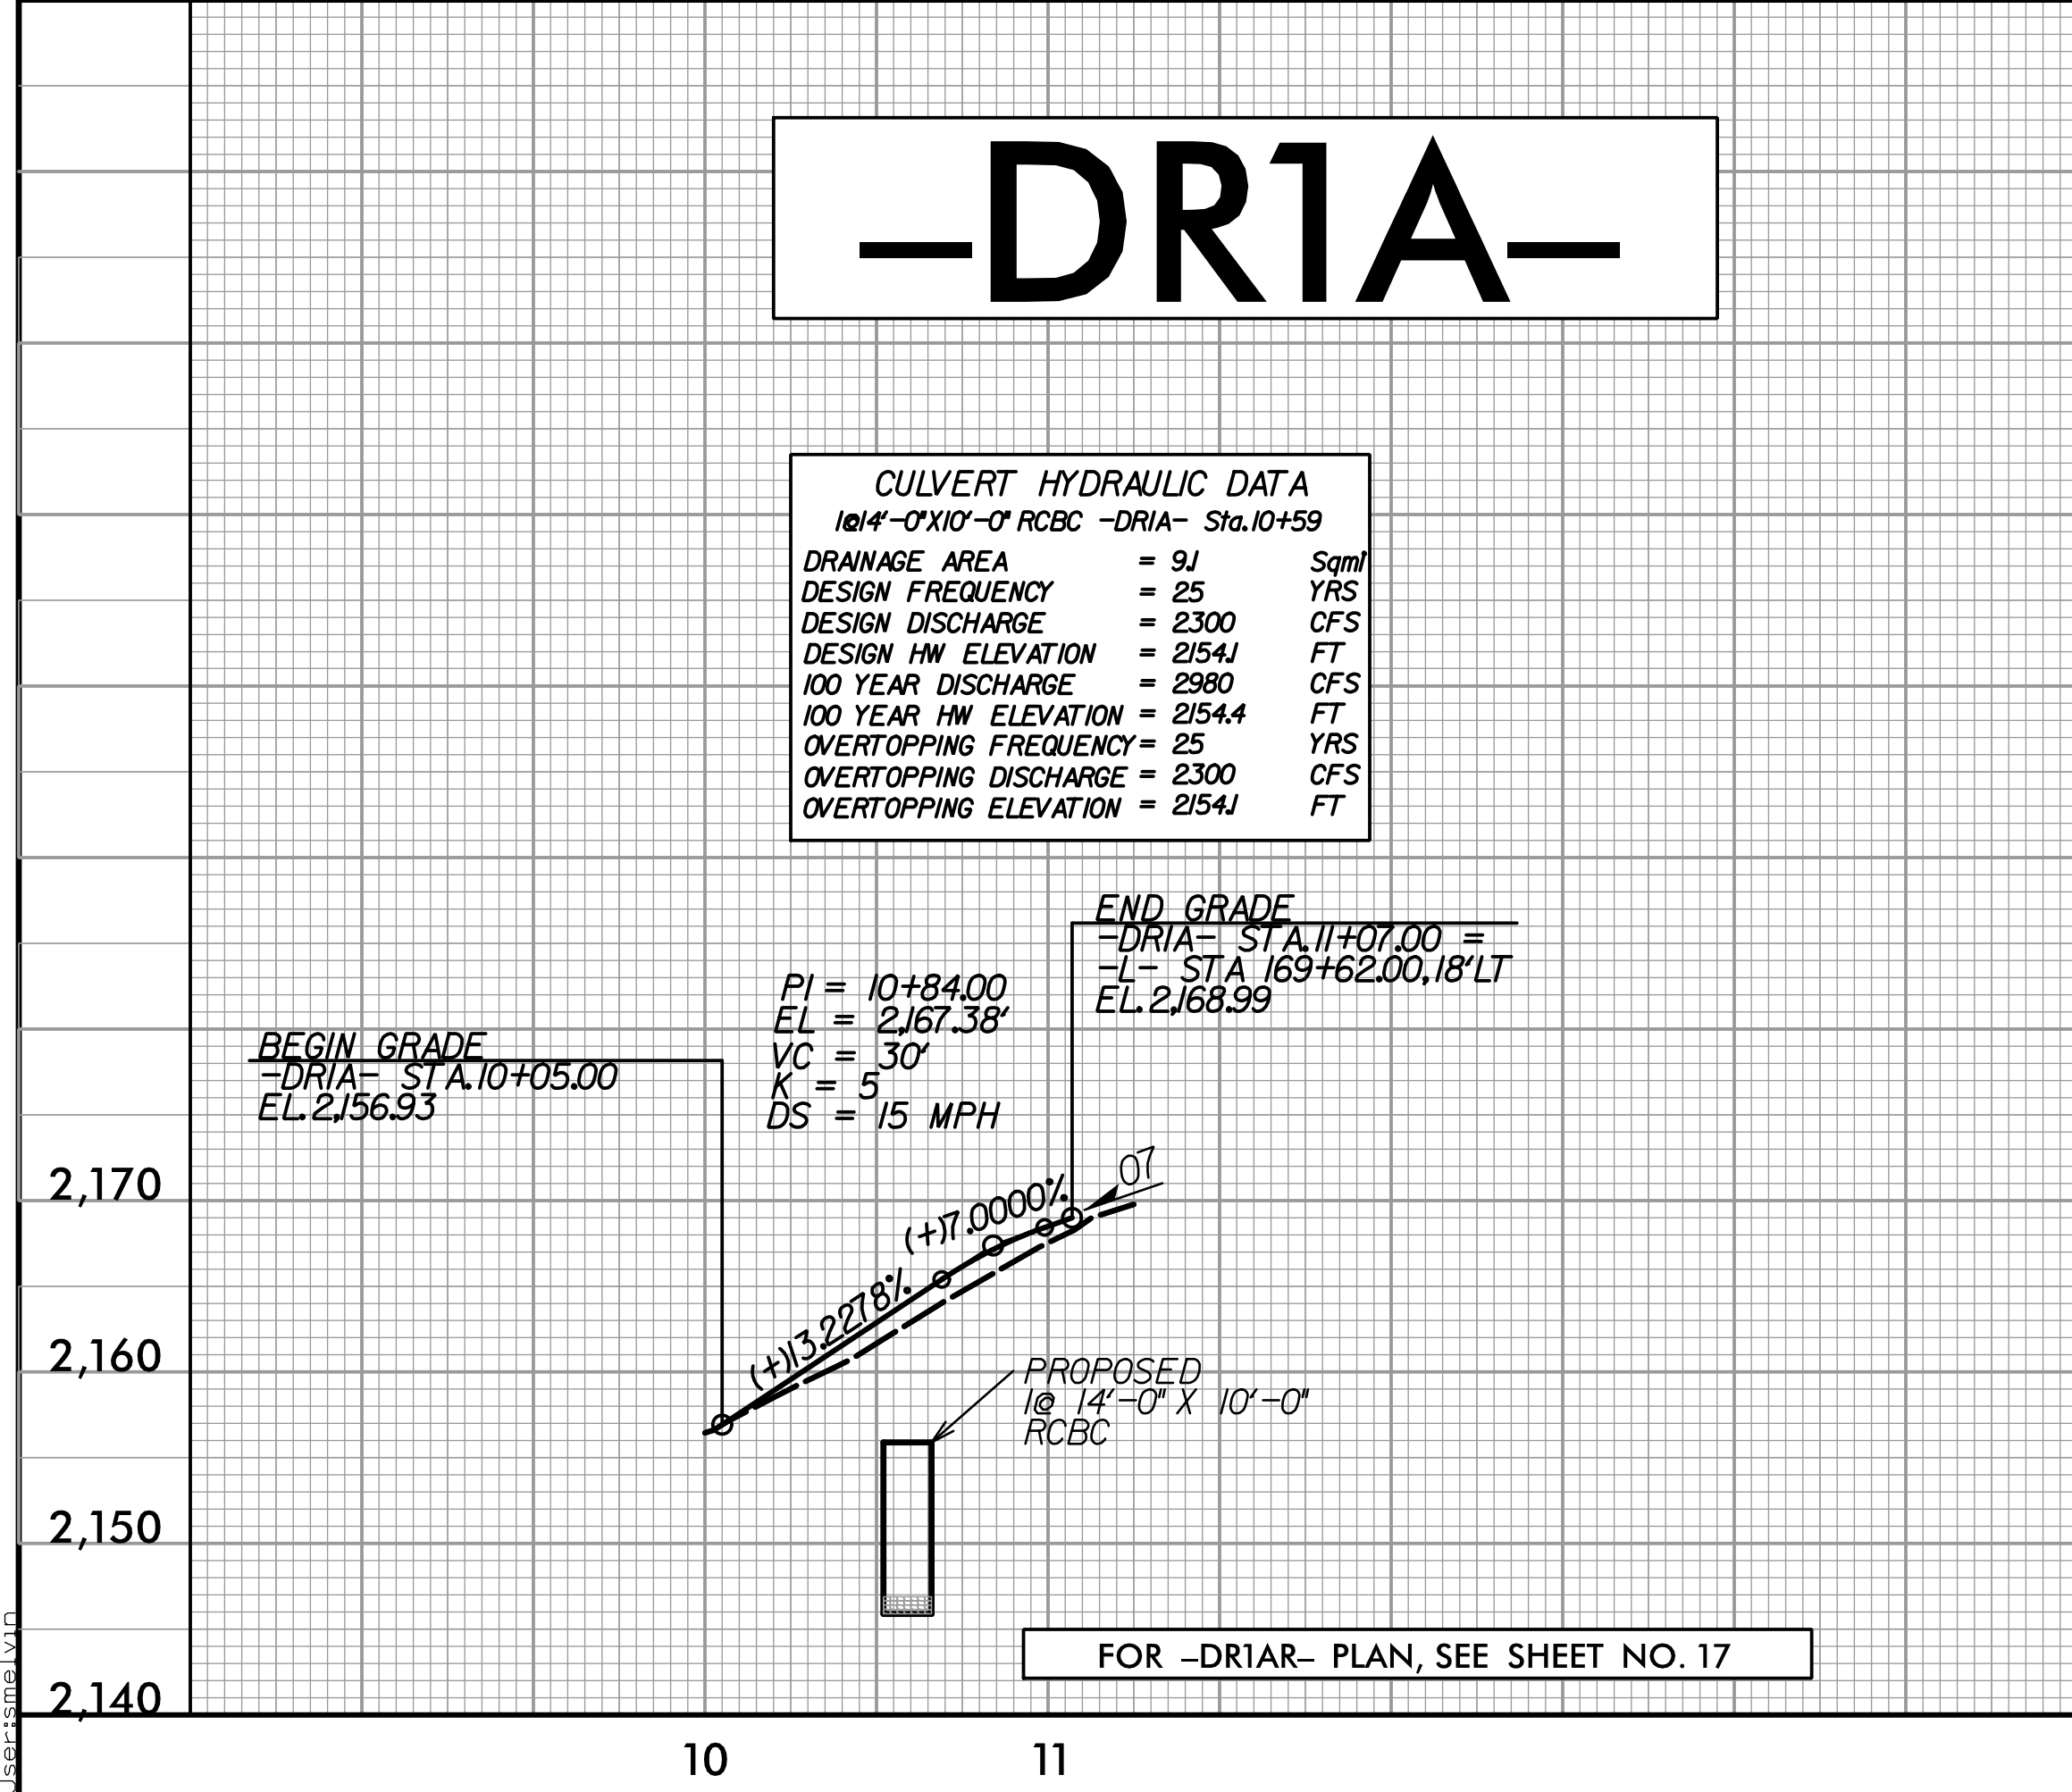 –DR1A–
CULVERT HYDRAULIC DATA
1@14'-0"X10'-0" RCBC -DR1A- Sta. 10+59
DRAINAGE AREA = 9.1 Sqmi
DESIGN FREQUENCY = 25 YRS
DESIGN DISCHARGE = 2300 CFS
DESIGN HW ELEVATION = 2154.1 FT
100 YEAR DISCHARGE = 2980 CFS
100 YEAR HW ELEVATION = 2154.4 FT
OVERTOPPING FREQUENCY = 25 YRS
OVERTOPPING DISCHARGE = 2300 CFS
OVERTOPPING ELEVATION = 2154.1 FT
END GRADE
-DR1A- STA. 11+07.00 =
-L- STA 169+62.00, 18' LT
EL. 2,168.99
PI = 10+84.00
EL = 2,167.38'
VC = 30'
K = 5
DS = 15 MPH
BEGIN GRADE
-DR1A- STA. 10+05.00
EL. 2,156.93
07
(+)7.0000%
(+)13.2278%
PROPOSED
1@ 14'-0" X 10'-0"
RCBC
2,170
2,160
2,150
2,140
FOR –DR1AR– PLAN, SEE SHEET NO. 17
10 11
User:smelvin